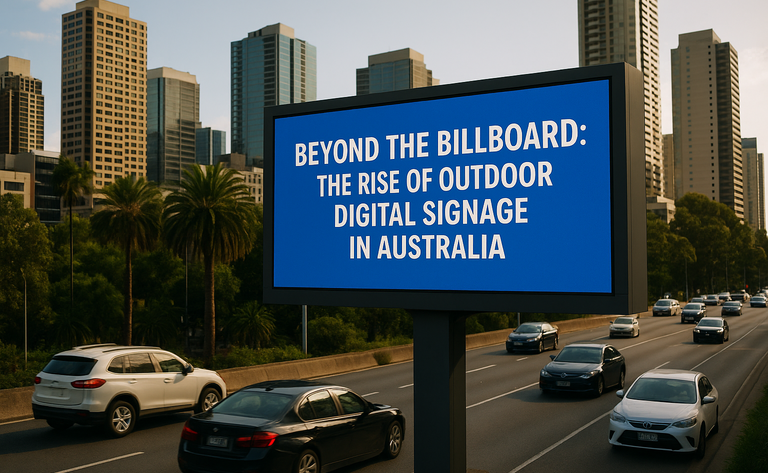 BEYOND THE BILLBOARD:
THE RISE OF OUTDOOR
DIGITAL SIGNAGE
IN AUSTRALIA